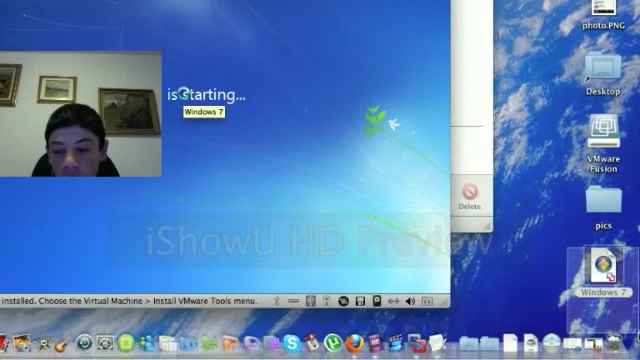 photo.PNG
Desktop
is Starting...
Windows 7
VMware
Fusion
Delete
pics
iShowU HD Preview
Windows 7
installed. Choose the Virtual Machine > Install VMware Tools menu.